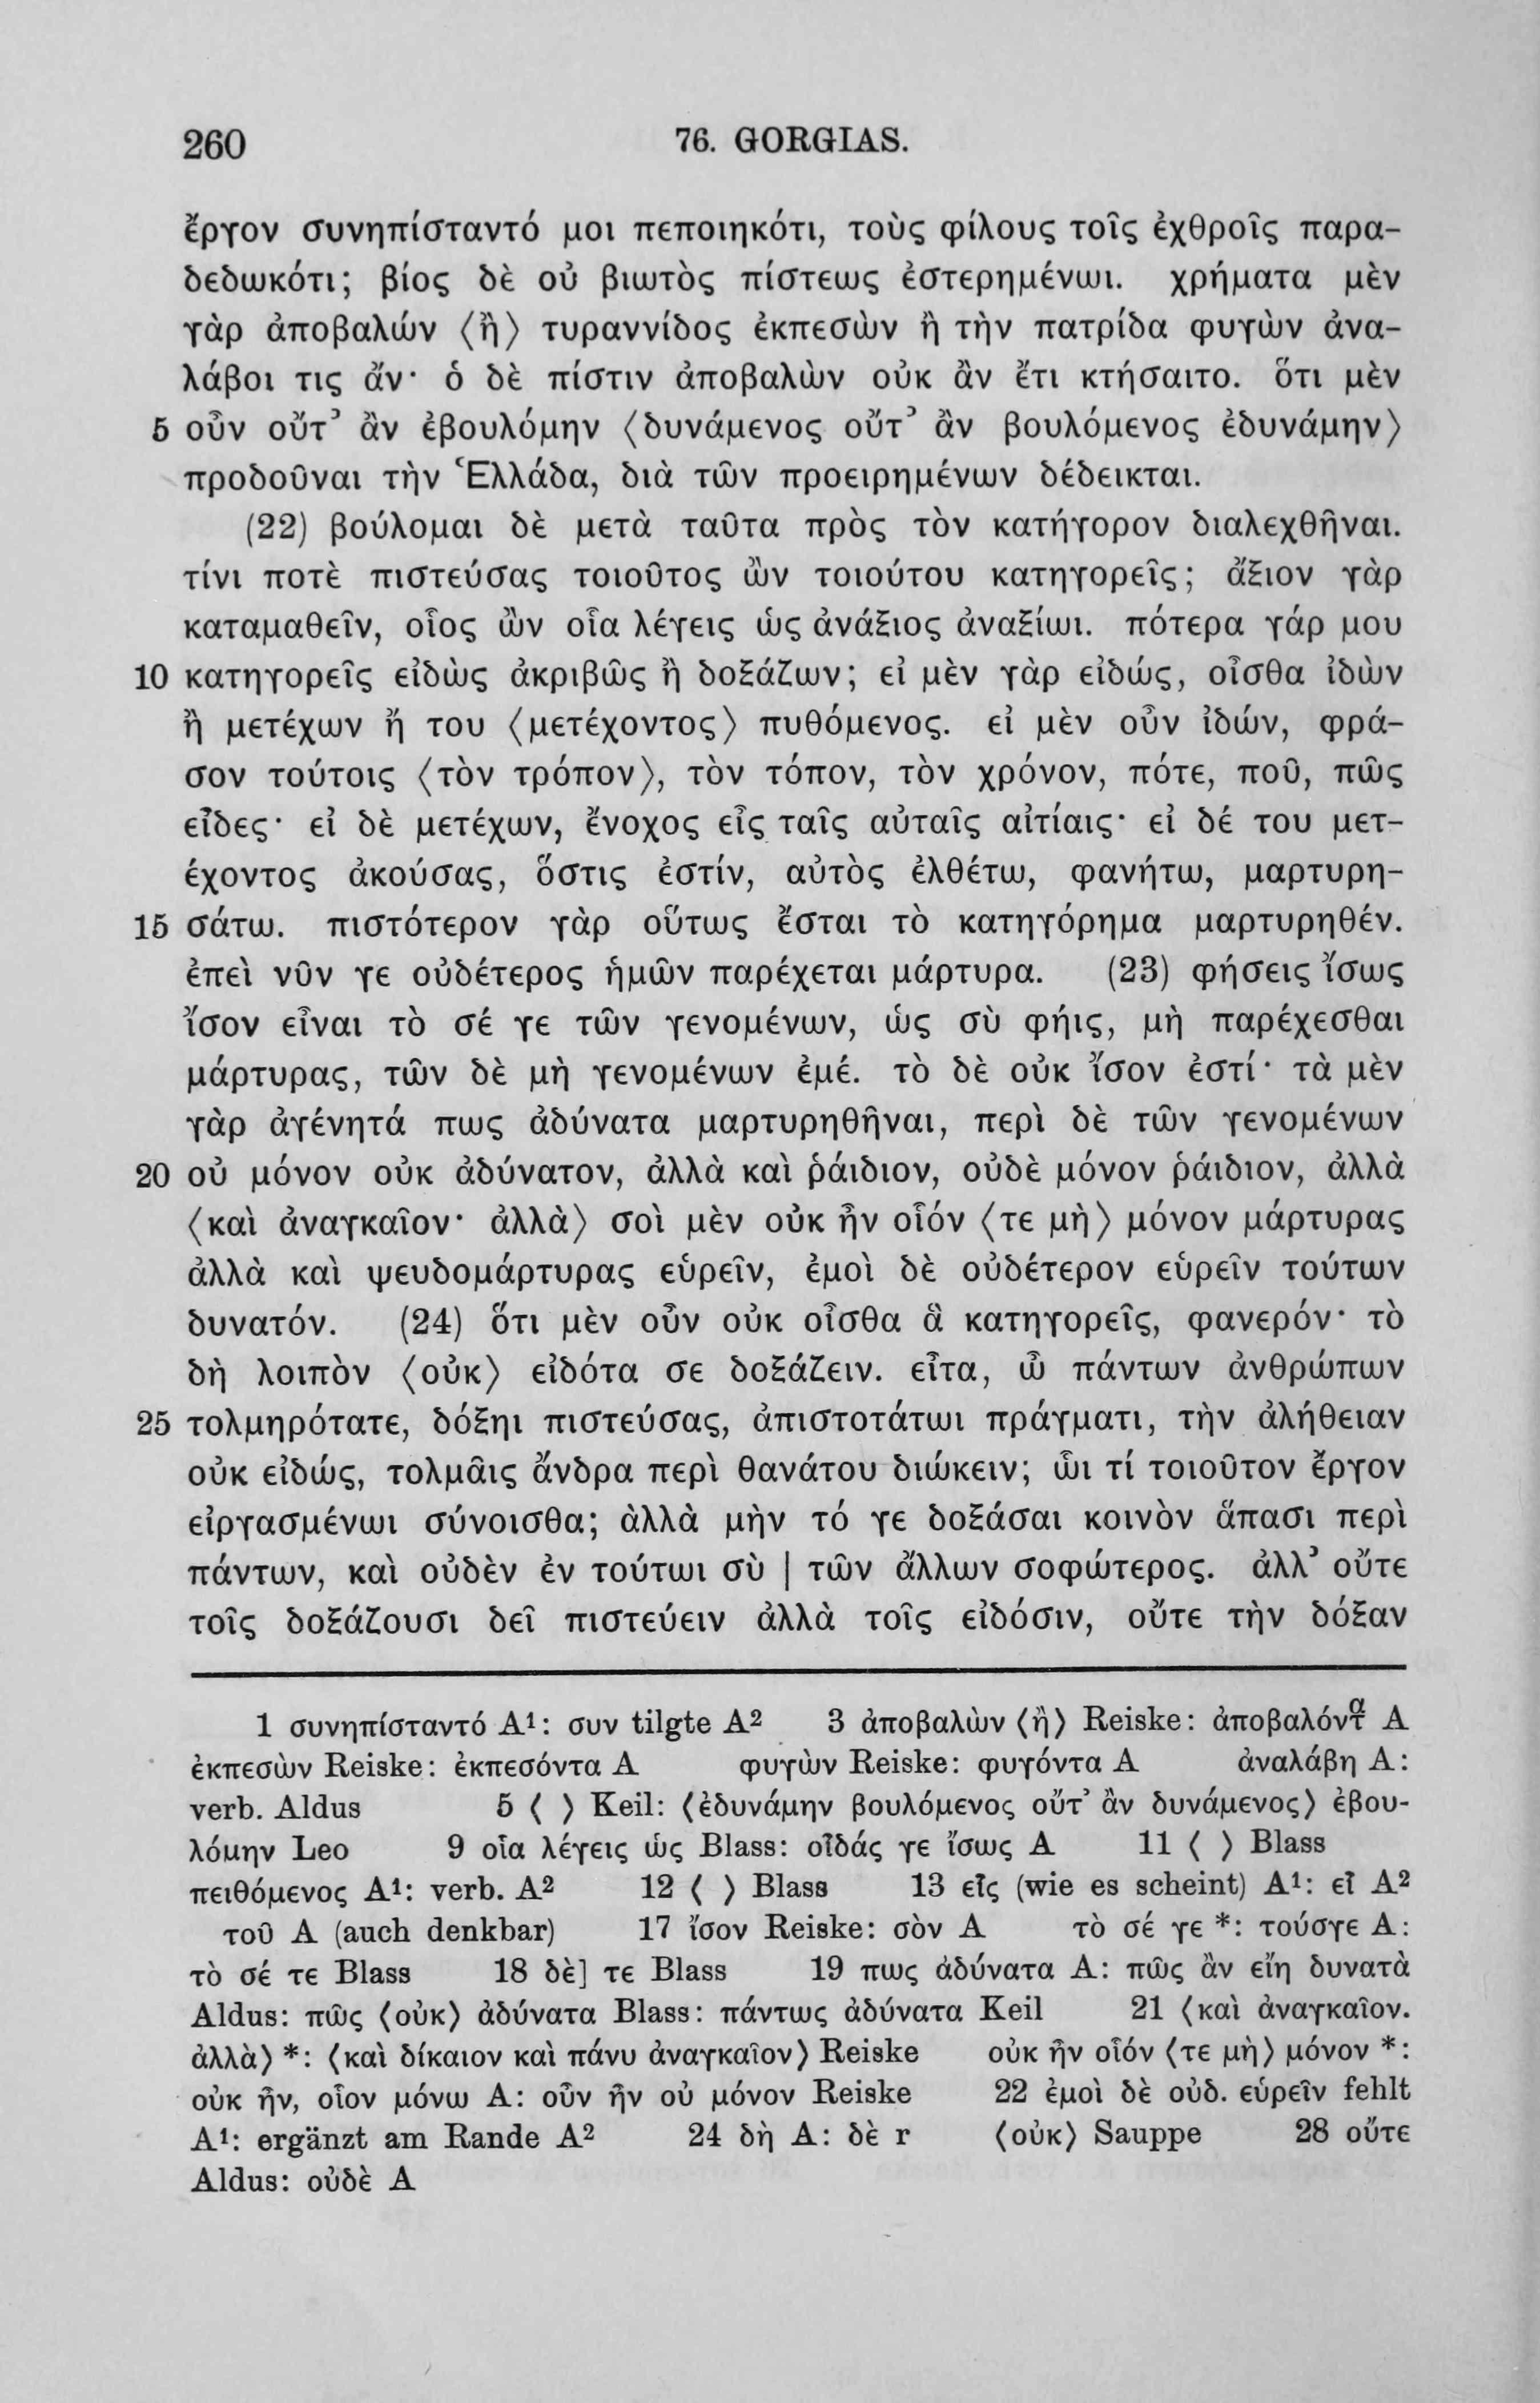 260 76. GORGIAS.
ἔργον συνηπίσταντό μοι πεποιηκότι, τοὺς φίλους τοῖς ἐχθροῖς παρα-
δεδωκότι; βίος δὲ οὐ βιωτὸς πίστεως ἐστερημένωι. χρήματα μὲν
γὰρ ἀποβαλών ⟨ἢ⟩ τυραννίδος ἐκπεσὼν ἢ τὴν πατρίδα φυγὼν ἀνα-
λάβοι τις ἄν· ὁ δὲ πίστιν ἀποβαλὼν οὐκ ἂν ἔτι κτήσαιτο. ὅτι μὲν
5 οὖν οὔτ’ ἂν ἐβουλόμην ⟨δυνάμενος οὔτ’ ἂν βουλόμενος ἐδυνάμην⟩
προδοῦναι τὴν Ἑλλάδα, διὰ τῶν προειρημένων δέδεικται.
(22) βούλομαι δὲ μετὰ ταῦτα πρὸς τὸν κατήγορον διαλεχθῆναι.
τίνι ποτὲ πιστεύσας τοιοῦτος ὢν τοιούτου κατηγορεῖς; ἄξιον γὰρ
καταμαθεῖν, οἷος ὢν οἷα λέγεις ὡς ἀνάξιος ἀναξίωι. πότερα γάρ μου
10 κατηγορεῖς εἰδὼς ἀκριβῶς ἢ δοξάζων; εἰ μὲν γὰρ εἰδώς, οἶσθα ἰδὼν
ἢ μετέχων ἤ του ⟨μετέχοντος⟩ πυθόμενος. εἰ μὲν οὖν ἰδών, φρά-
σον τούτοις ⟨τὸν τρόπον⟩, τὸν τόπον, τὸν χρόνον, πότε, ποῦ, πῶς
εἶδες· εἰ δὲ μετέχων, ἔνοχος εἶς ταῖς αὐταῖς αἰτίαις· εἰ δέ του μετ-
έχοντος ἀκούσας, ὅστις ἐστίν, αὐτὸς ἐλθέτω, φανήτω, μαρτυρη-
15 σάτω. πιστότερον γὰρ οὕτως ἔσται τὸ κατηγόρημα μαρτυρηθέν.
ἐπεὶ νῦν γε οὐδέτερος ἡμῶν παρέχεται μάρτυρα. (23) φήσεις ἴσως
ἴσον εἶναι τὸ σέ γε τῶν γενομένων, ὡς σὺ φήις, μὴ παρέχεσθαι
μάρτυρας, τῶν δὲ μὴ γενομένων ἐμέ. τὸ δὲ οὐκ ἴσον ἐστί· τὰ μὲν
γὰρ ἀγένητά πως ἀδύνατα μαρτυρηθῆναι, περὶ δὲ τῶν γενομένων
20 οὐ μόνον οὐκ ἀδύνατον, ἀλλὰ καὶ ῥάιδιον, οὐδὲ μόνον ῥάιδιον, ἀλλὰ
⟨καὶ ἀναγκαῖον· ἀλλὰ⟩ σοὶ μὲν οὐκ ἦν οἷόν ⟨τε μὴ⟩ μόνον μάρτυρας
ἀλλὰ καὶ ψευδομάρτυρας εὑρεῖν, ἐμοὶ δὲ οὐδέτερον εὑρεῖν τούτων
δυνατόν. (24) ὅτι μὲν οὖν οὐκ οἶσθα ἃ κατηγορεῖς, φανερόν· τὸ
δὴ λοιπὸν ⟨οὐκ⟩ εἰδότα σε δοξάζειν. εἶτα, ὦ πάντων ἀνθρώπων
25 τολμηρότατε, δόξηι πιστεύσας, ἀπιστοτάτωι πράγματι, τὴν ἀλήθειαν
οὐκ εἰδώς, τολμᾶις ἄνδρα περὶ θανάτου διώκειν; ὧι τί τοιοῦτον ἔργον
εἰργασμένωι σύνοισθα; ἀλλὰ μὴν τό γε δοξάσαι κοινὸν ἅπασι περὶ
πάντων, καὶ οὐδὲν ἐν τούτωι σὺ | τῶν ἄλλων σοφώτερος. ἀλλ’ οὔτε
τοῖς δοξάζουσι δεῖ πιστεύειν ἀλλὰ τοῖς εἰδόσιν, οὔτε τὴν δόξαν
1 συνηπίσταντό A¹: συν tilgte A² 3 ἀποβαλὼν ⟨ἢ⟩ Reiske: ἀποβαλόντα A
ἐκπεσὼν Reiske: ἐκπεσόντα A φυγὼν Reiske: φυγόντα A ἀναλάβη A:
verb. Aldus 5 ⟨ ⟩ Keil: ⟨ἐδυνάμην βουλόμενος οὔτ’ ἂν δυνάμενος⟩ ἐβου-
λόμην Leo 9 οἷα λέγεις ὡς Blass: οἶδάς γε ἴσως A 11 ⟨ ⟩ Blass
πειθόμενος A¹: verb. A² 12 ⟨ ⟩ Blass 13 εἶς (wie es scheint) A¹: εἶ A²
τοῦ A (auch denkbar) 17 ἴσον Reiske: σὸν A τὸ σέ γε *: τούσγε A:
τὸ σέ τε Blass 18 δὲ] τε Blass 19 πως ἀδύνατα A: πῶς ἂν εἴη δυνατὰ
Aldus: πῶς ⟨οὐκ⟩ ἀδύνατα Blass: πάντως ἀδύνατα Keil 21 ⟨καὶ ἀναγκαῖον.
ἀλλὰ⟩ *: ⟨καὶ δίκαιον καὶ πάνυ ἀναγκαῖον⟩ Reiske οὐκ ἦν οἷόν ⟨τε μὴ⟩ μόνον *:
οὐκ ἦν, οἷον μόνω A: οὖν ἦν οὐ μόνον Reiske 22 ἐμοὶ δὲ οὐδ. εὑρεῖν fehlt
A¹: ergänzt am Rande A² 24 δὴ A: δὲ r ⟨οὐκ⟩ Sauppe 28 οὔτε
Aldus: οὐδὲ A